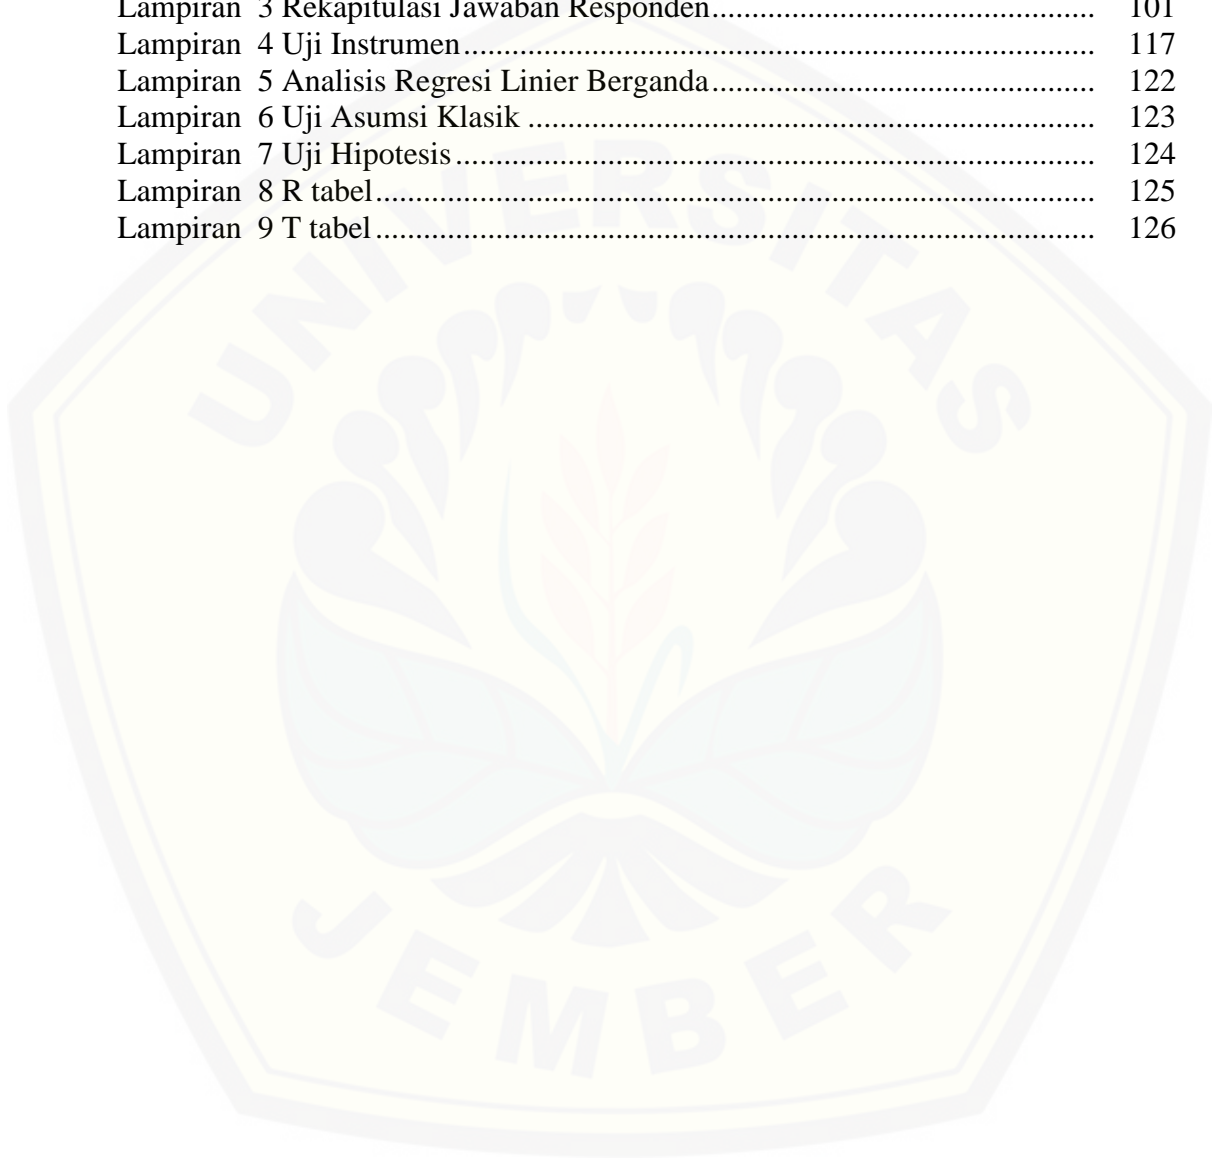 Lampiran 3 Rekapitulasi Jawaban Responden................................................ 101
Lampiran 4 Uji Instrumen............................................................................... 117
Lampiran 5 Analisis Regresi Linier Berganda................................................ 122
Lampiran 6 Uji Asumsi Klasik ....................................................................... 123
Lampiran 7 Uji Hipotesis................................................................................ 124
Lampiran 8 R tabel.......................................................................................... 125
Lampiran 9 T tabel.......................................................................................... 126
UNIVERSITAS
JEMBER